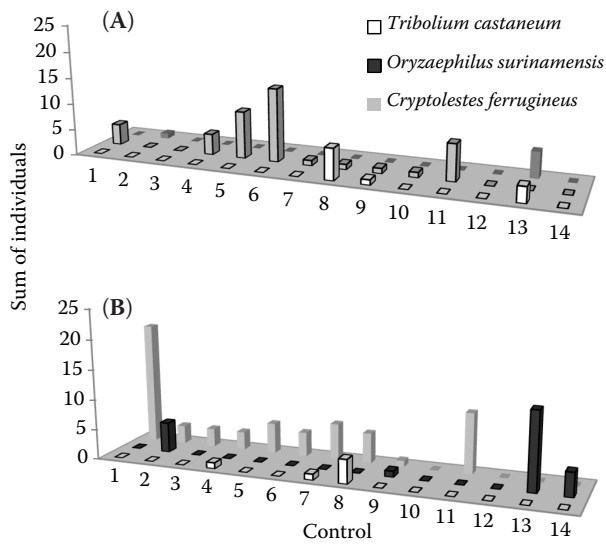 (A)
Tribolium castaneum
Oryzaephilus surinamensis
Cryptolestes ferrugineus
25
20
15
10
5
0
1 2 3 4 5 6 7 8 9 10 11 12 13 14
Sum of individuals
(B)
25
20
15
10
5
0
1 2 3 4 5 6 7 8 9 10 11 12 13 14
Control